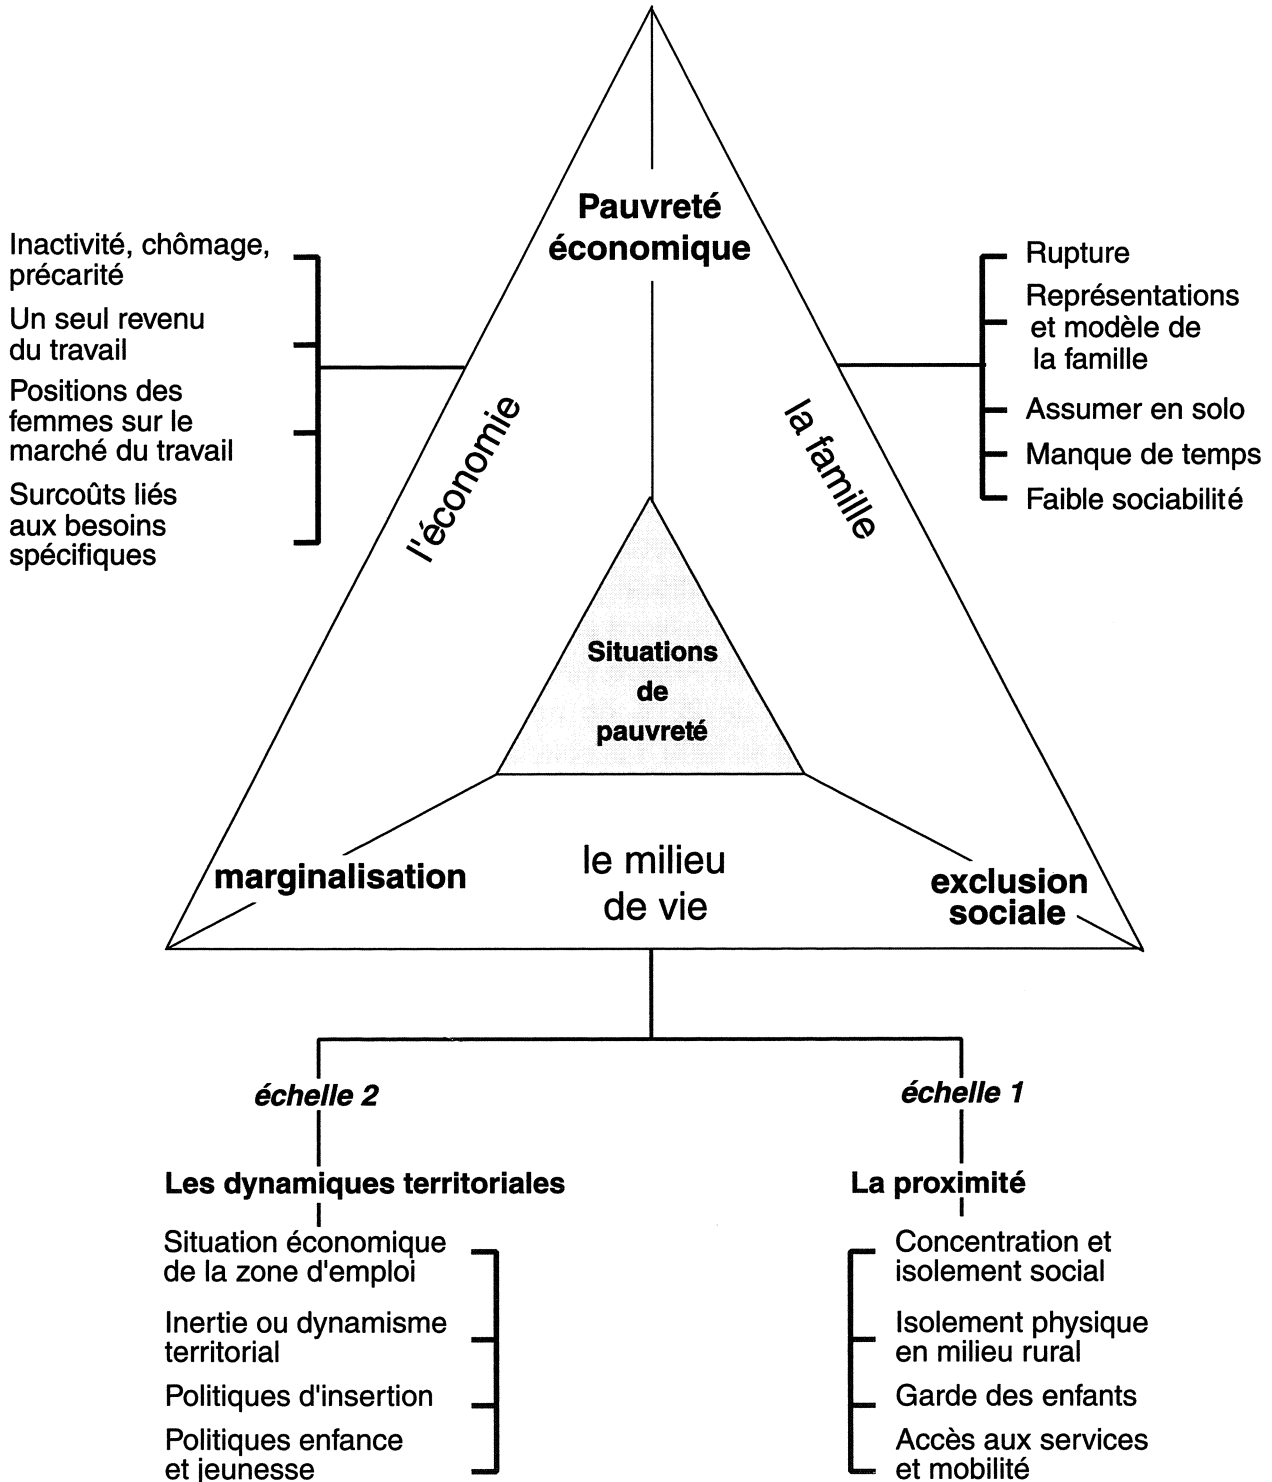 Pauvreté
économique
Inactivité, chômage,
précarité
Un seul revenu
du travail
Positions des
femmes sur le
marché du travail
Surcoûts liés
aux besoins
spécifiques
l'économie
la famille
Rupture
Représentations
et modèle de
la famille
Assumer en solo
Manque de temps
Faible sociabilité
Situations
de
pauvreté
marginalisation
le milieu
de vie
exclusion
sociale
échelle 2
Les dynamiques territoriales
Situation économique
de la zone d'emploi
Inertie ou dynamisme
territorial
Politiques d'insertion
Politiques enfance
et jeunesse
échelle 1
La proximité
Concentration et
isolement social
Isolement physique
en milieu rural
Garde des enfants
Accès aux services
et mobilité